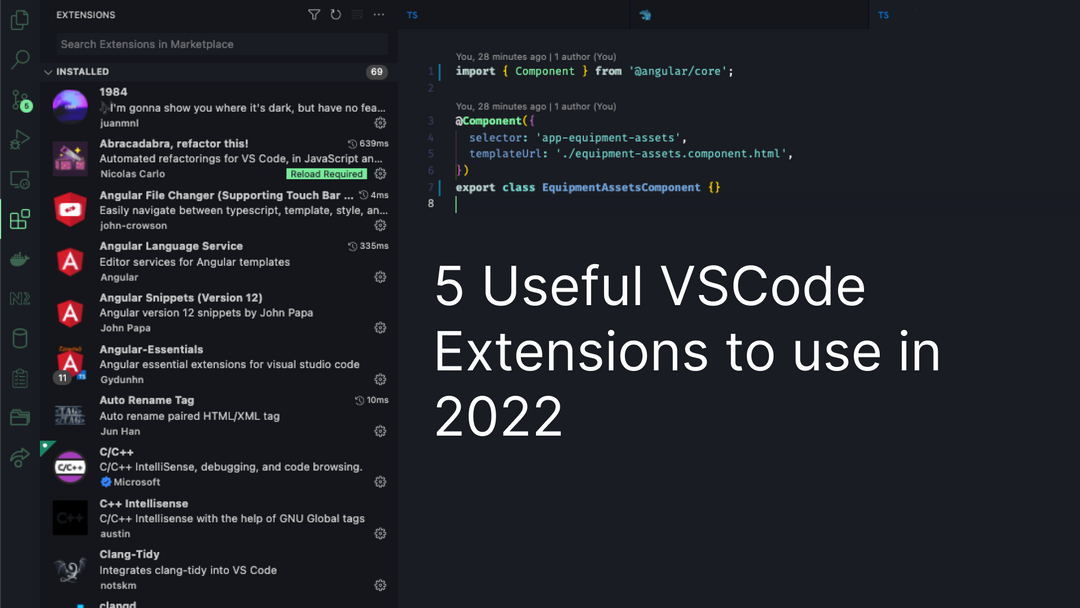 EXTENSIONS
Search Extensions in Marketplace
INSTALLED 69
1984
I'm gonna show you where it's dark, but have no fea...
juanmnl
Abracadabra, refactor this! 639ms
Automated refactorings for VS Code, in JavaScript an...
Nicolas Carlo Reload Required
Angular File Changer (Supporting Touch Bar ... 4ms
Easily navigate between typescript, template, style, an...
john-crowson
Angular Language Service 335ms
Editor services for Angular templates
Angular
Angular Snippets (Version 12)
Angular version 12 snippets by John Papa
John Papa
Angular-Essentials
Angular essential extensions for visual studio code
11
Gydunhn
Auto Rename Tag 10ms
Auto rename paired HTML/XML tag
Jun Han
C/C++
C/C++ IntelliSense, debugging, and code browsing.
Microsoft
C++ Intellisense
C/C++ Intellisense with the help of GNU Global tags
austin
Clang-Tidy
Integrates clang-tidy into VS Code
notskm
clangd
5
TS TS
You, 28 minutes ago | 1 author (You)
1 import { Component } from '@angular/core';
2
You, 28 minutes ago | 1 author (You)
3 @Component({
4 selector: 'app-equipment-assets',
5 templateUrl: './equipment-assets.component.html',
6 })
7 export class EquipmentAssetsComponent {}
8
5 Useful VSCode
Extensions to use in
2022